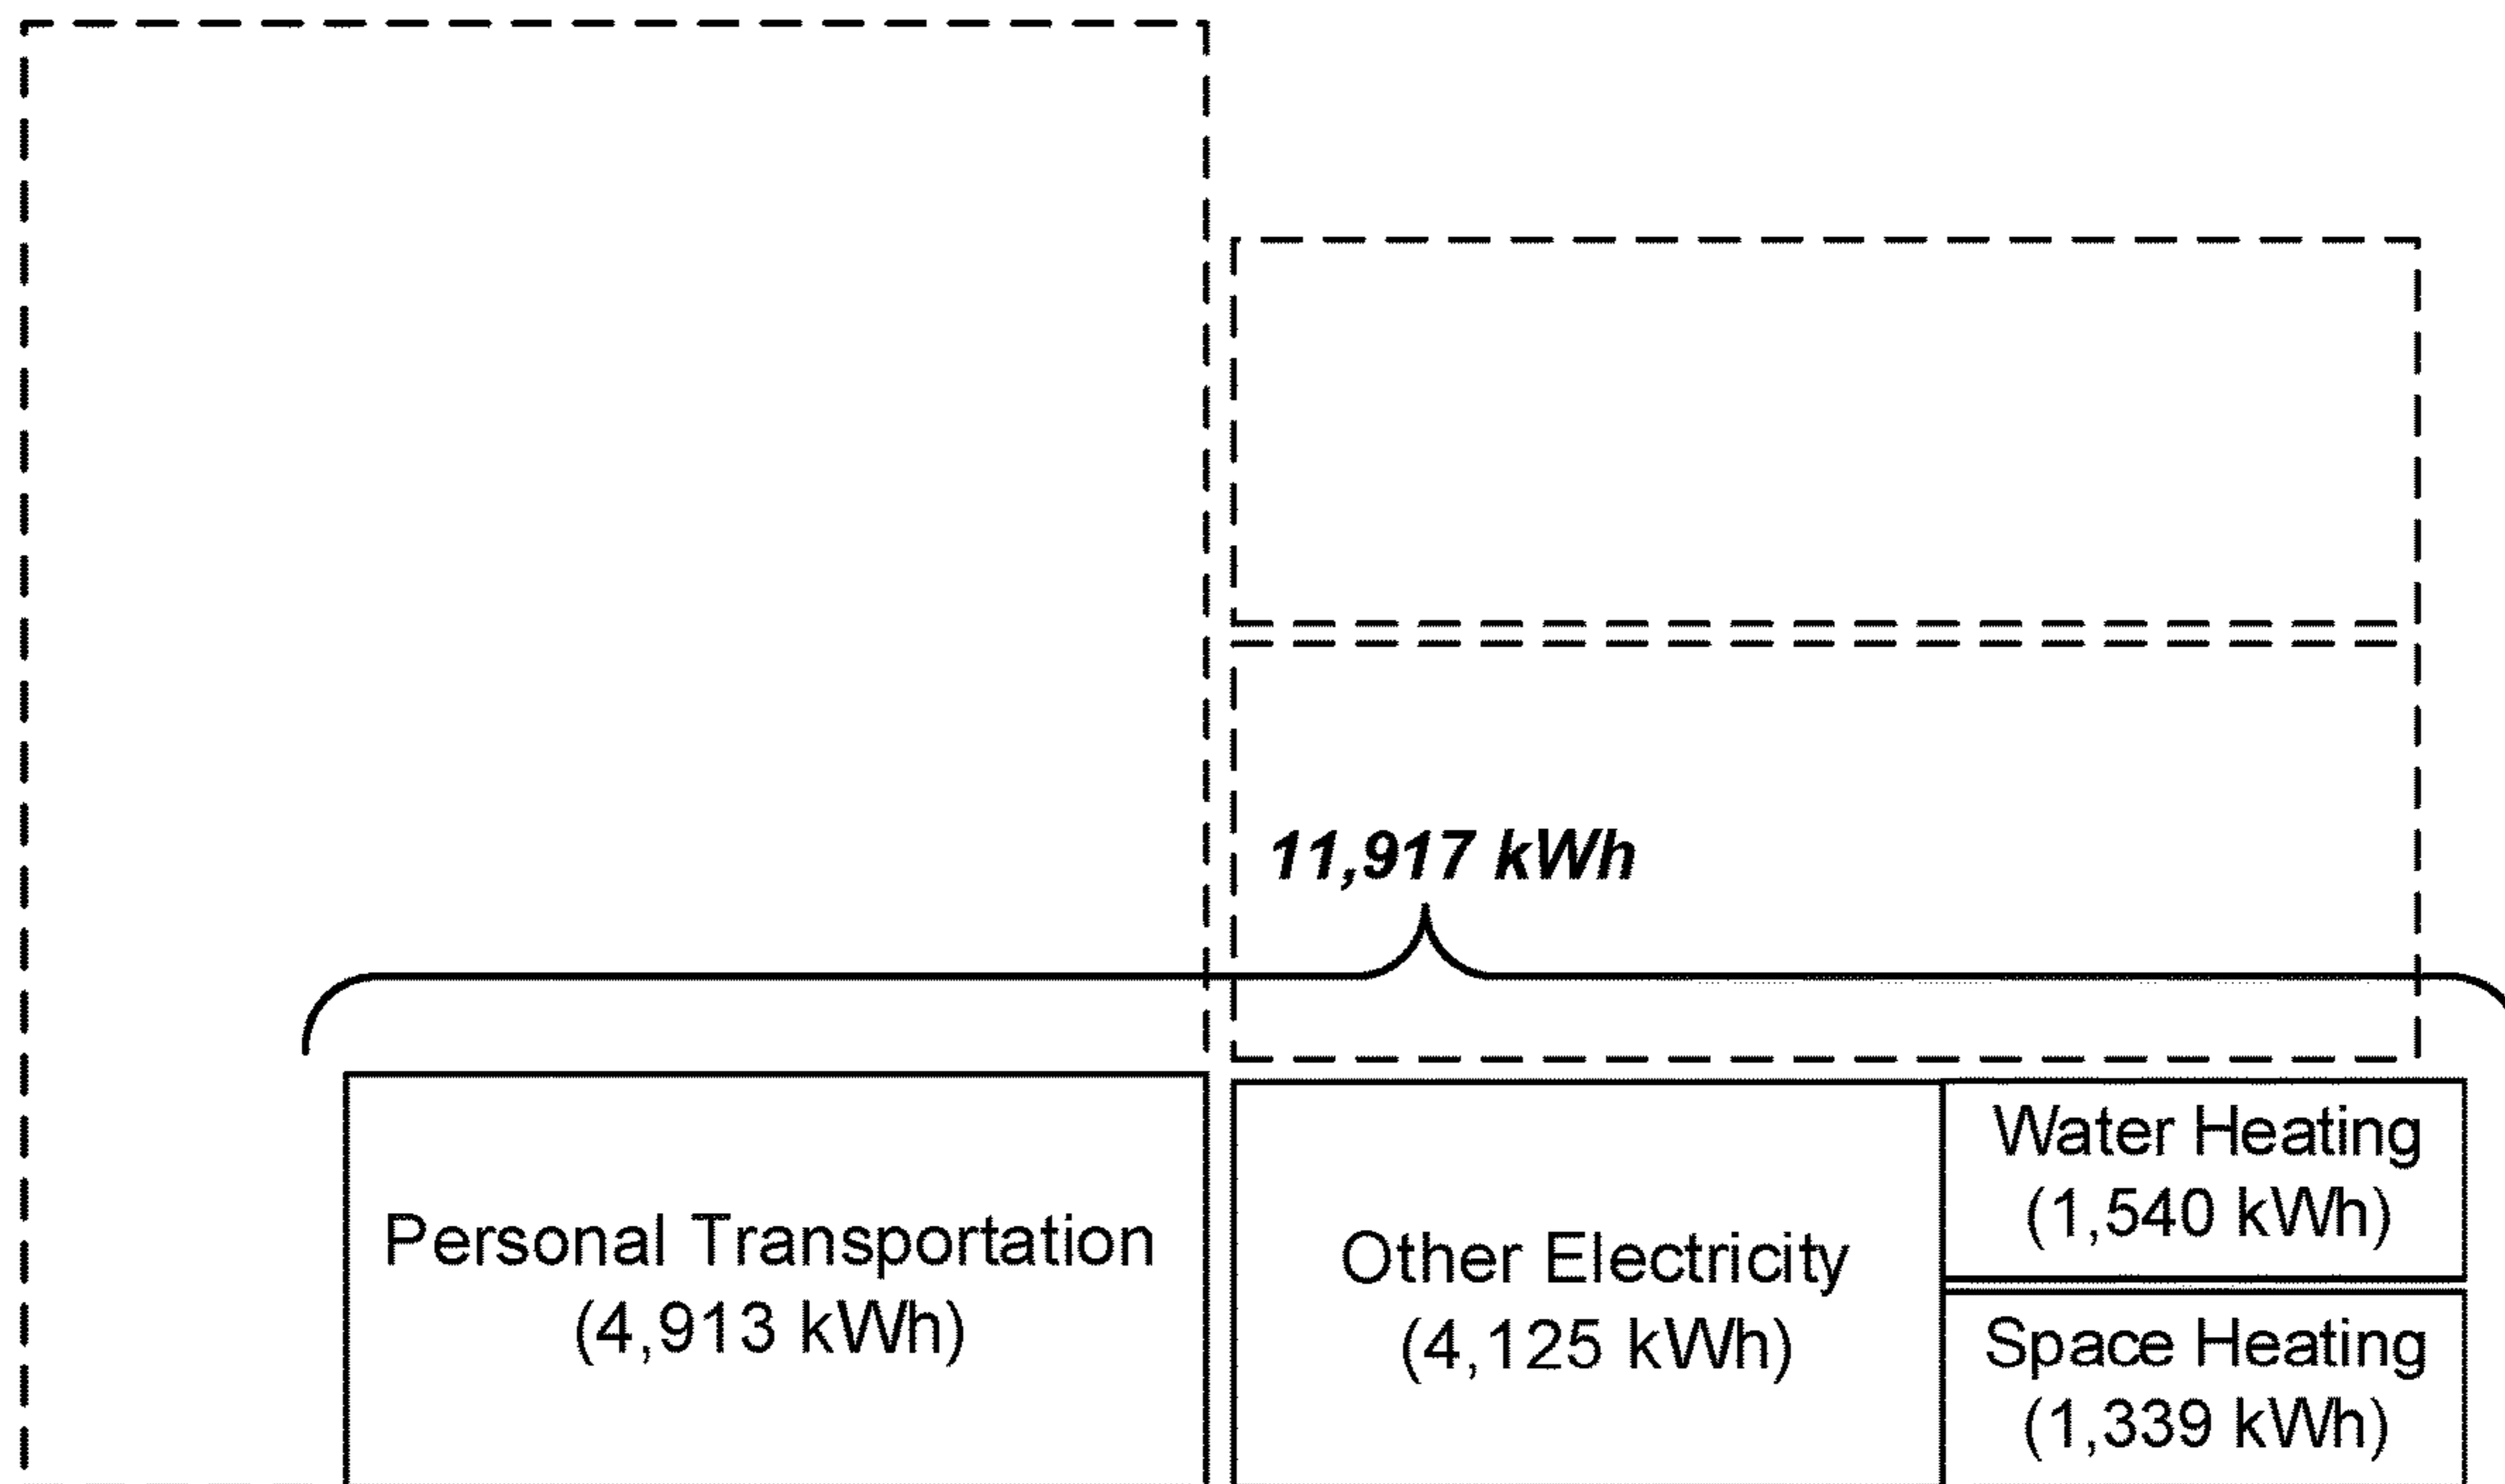 11,917 kWh
Personal Transportation
(4,913 kWh)
Other Electricity
(4,125 kWh)
Water Heating
(1,540 kWh)
Space Heating
(1,339 kWh)